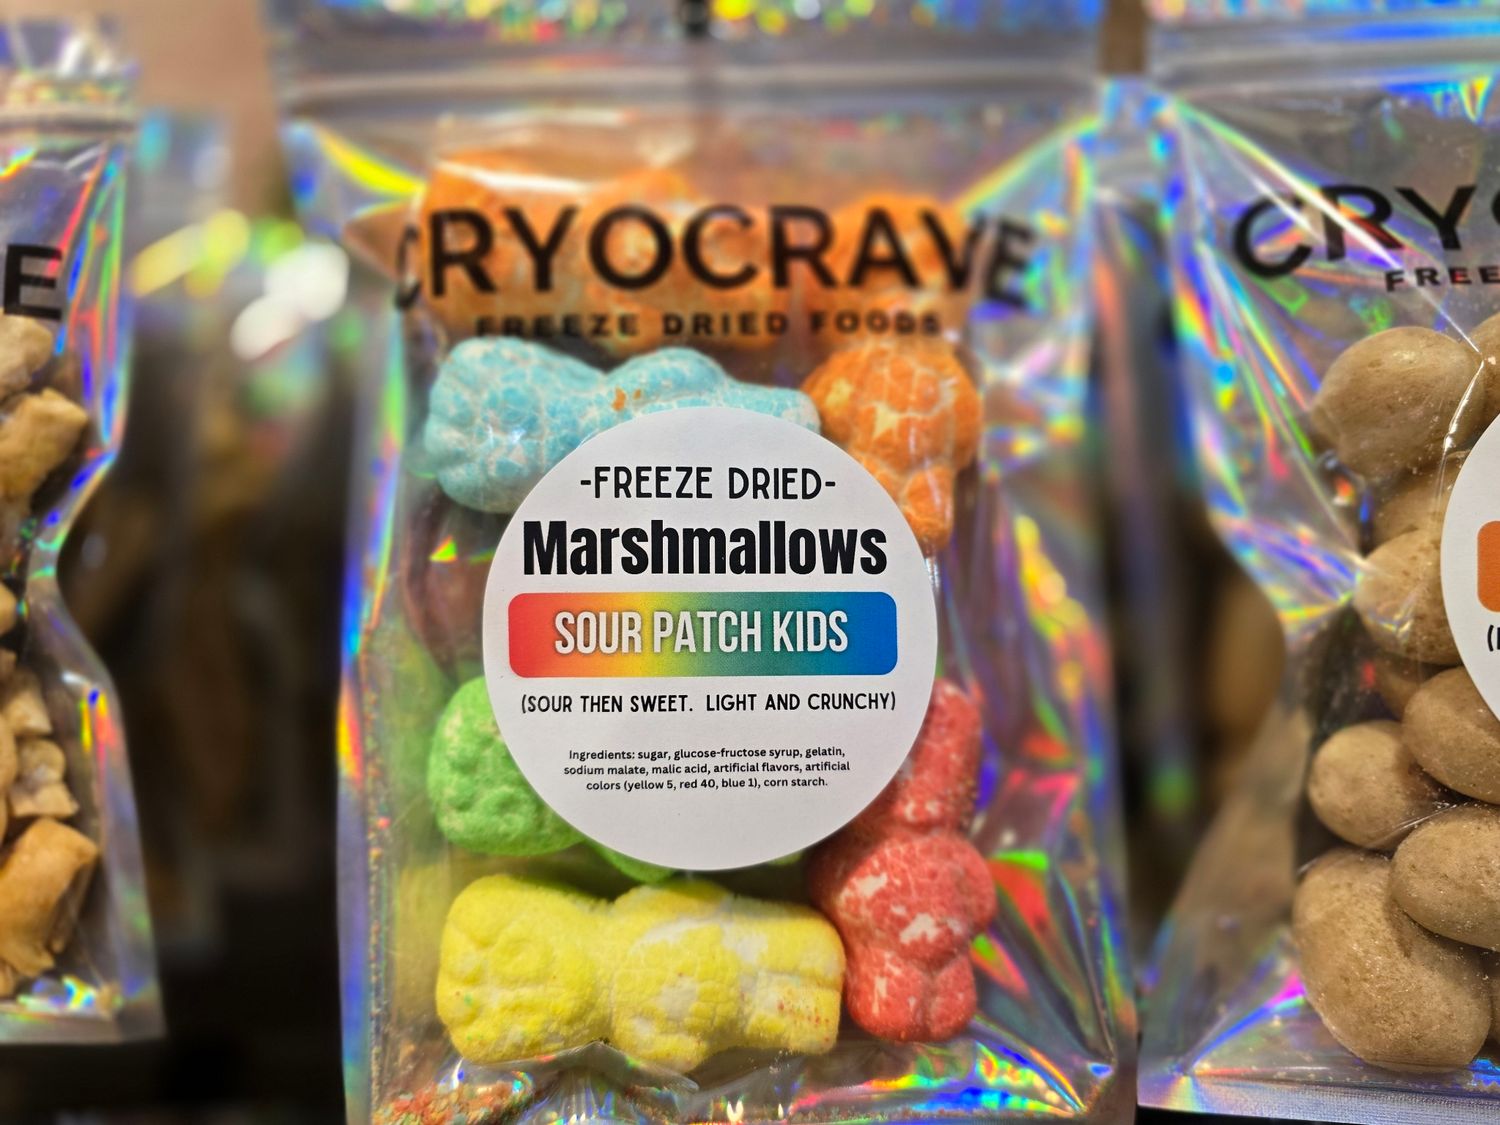 CRYOCRAVE
FREEZE DRIED FOODS
-FREEZE DRIED-
Marshmallows
SOUR PATCH KIDS
(SOUR THEN SWEET. LIGHT AND CRUNCHY)
Ingredients: sugar, glucose-fructose syrup, gelatin,
sodium malate, malic acid, artificial flavors, artificial
colors (yellow 5, red 40, blue 1), corn starch.
E
CRYO
FREE